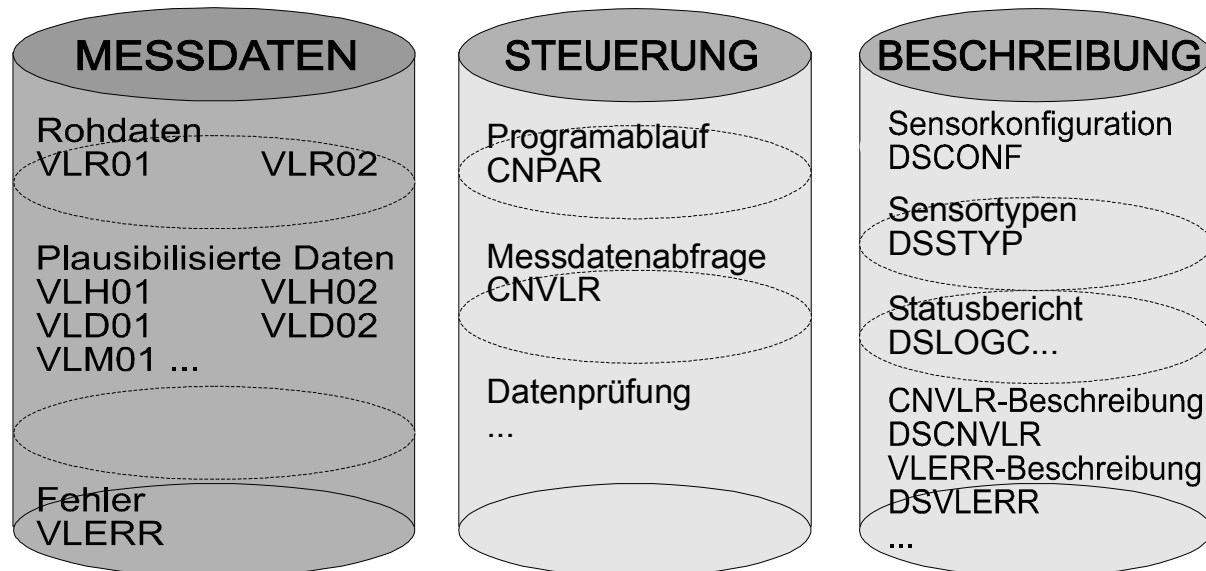 MESSDATEN
Rohdaten
VLR01 VLR02
Plausibilisierte Daten
VLH01 VLH02
VLD01 VLD02
VLM01 ...
Fehler
VLERR
STEUERUNG
Programablauf
CNPAR
Messdatenabfrage
CNVLR
Datenprüfung
...
BESCHREIBUNG
Sensorkonfiguration
DSCONF
Sensortypen
DSSTYP
Statusbericht
DSLOGC...
CNVLR-Beschreibung
DSCNVLR
VLERR-Beschreibung
DSVLERR
...